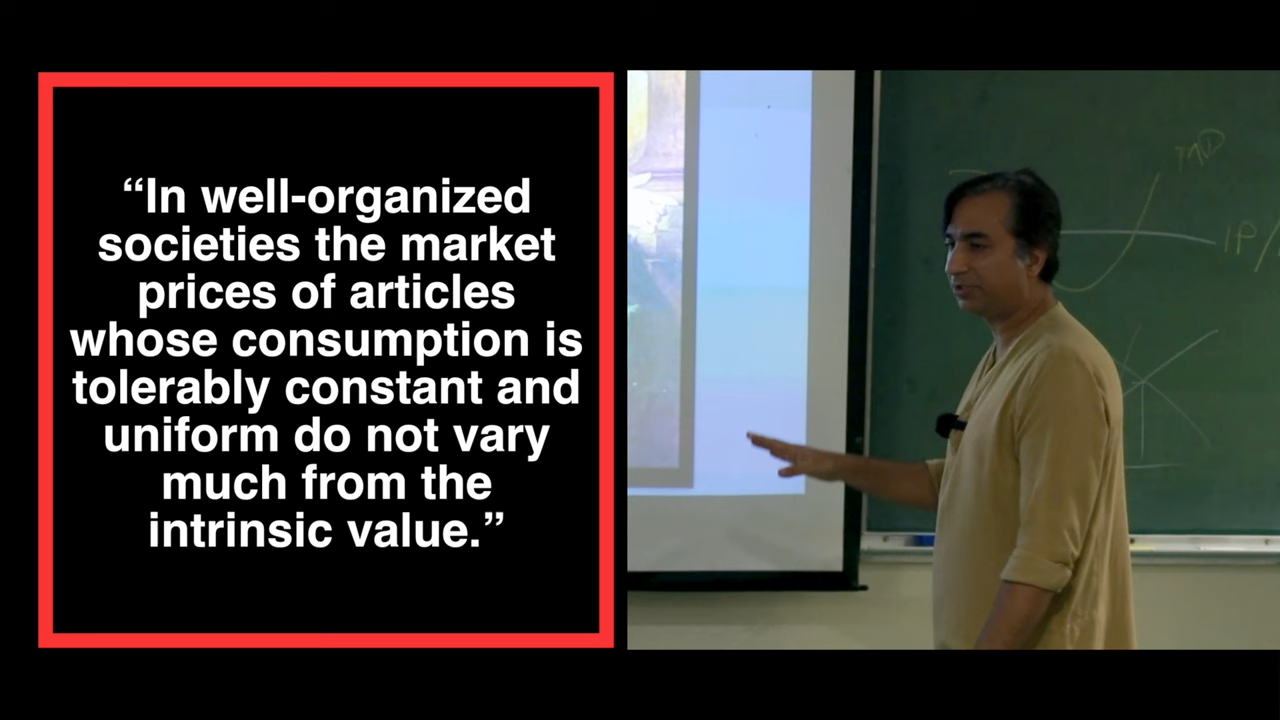 “In well-organized
societies the market
prices of articles
whose consumption is
tolerably constant and
uniform do not vary
much from the
intrinsic value.”